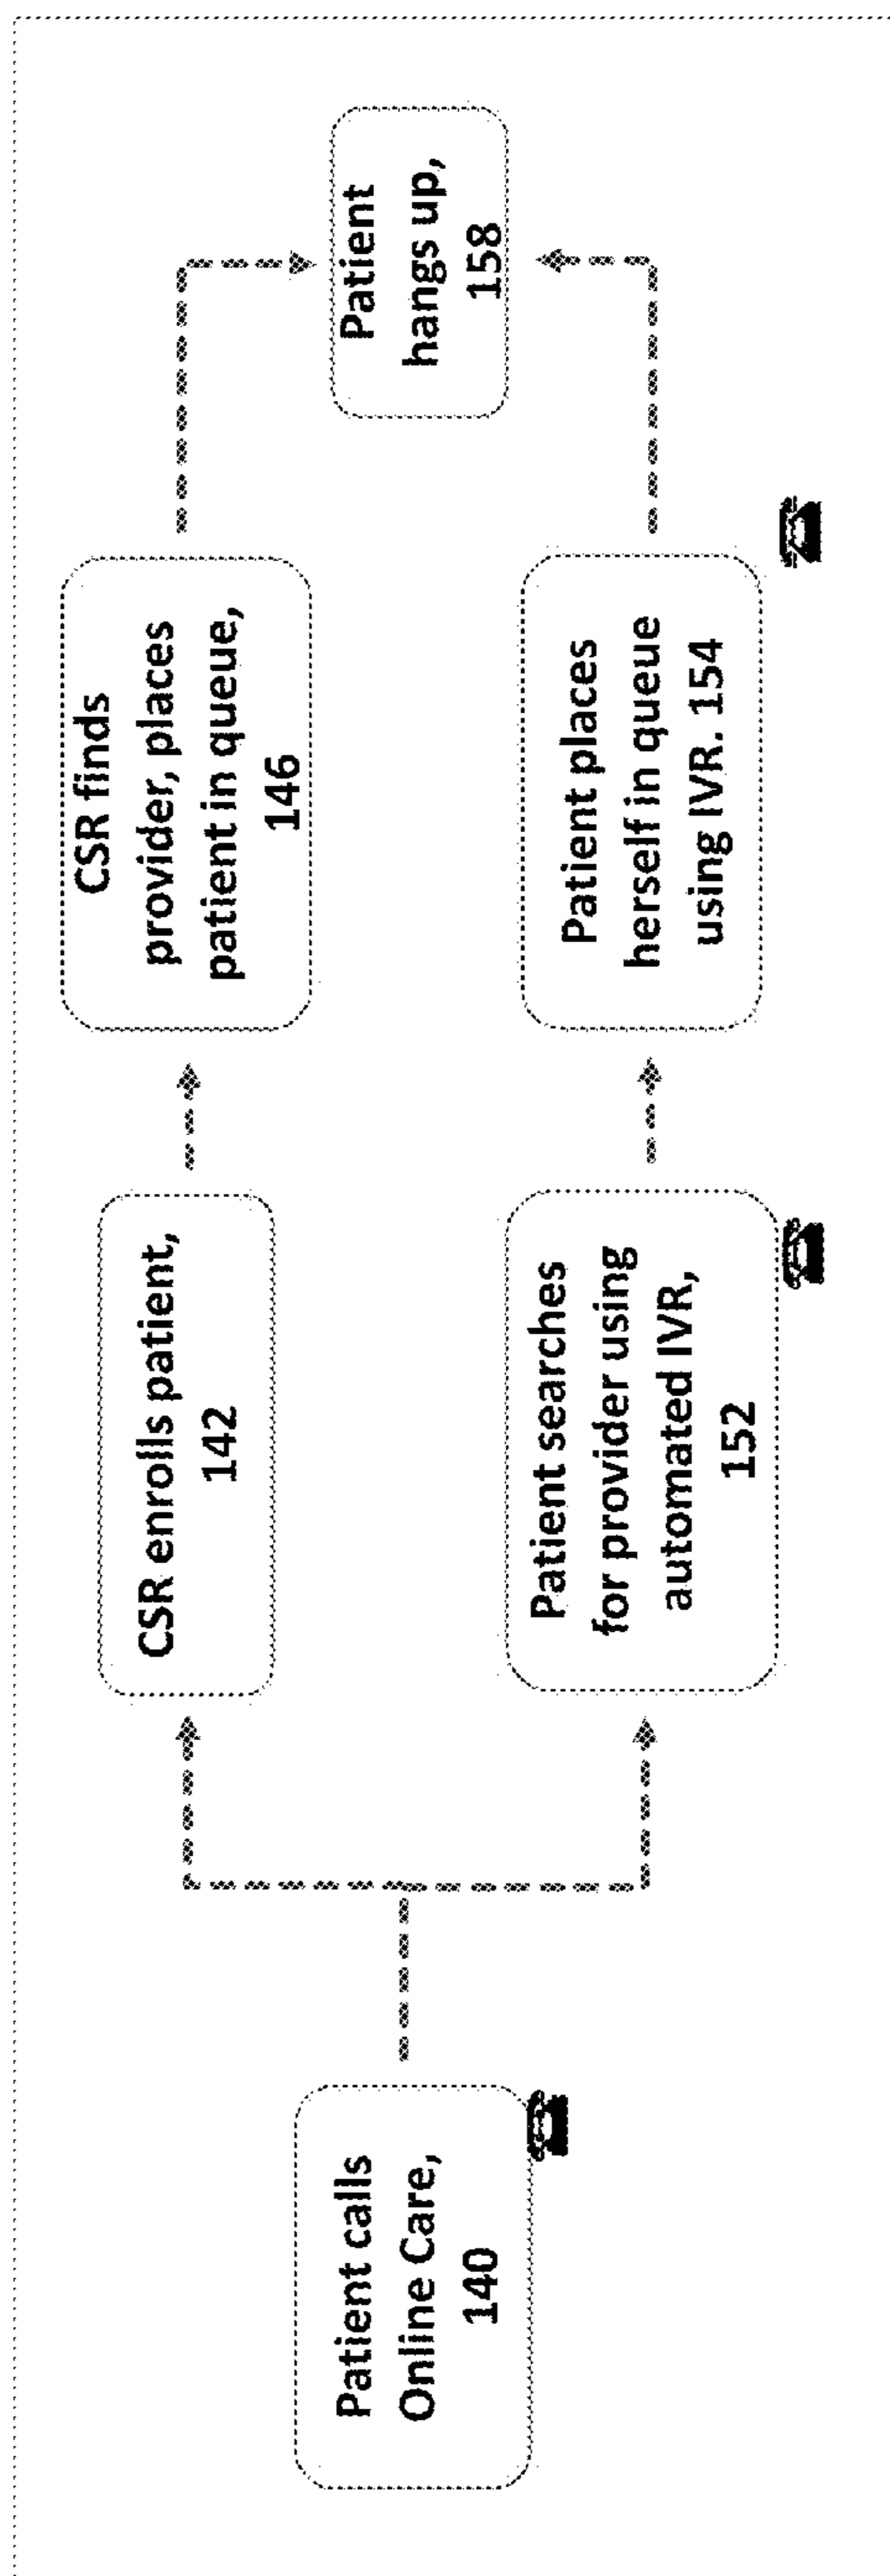 Patient calls
Online Care,
140
CSR enrolls patient,
142
CSR finds
provider, places
patient in queue,
146
Patient searches
for provider using
automated IVR,
152
Patient places
herself in queue
using IVR. 154
Patient
hangs up,
158